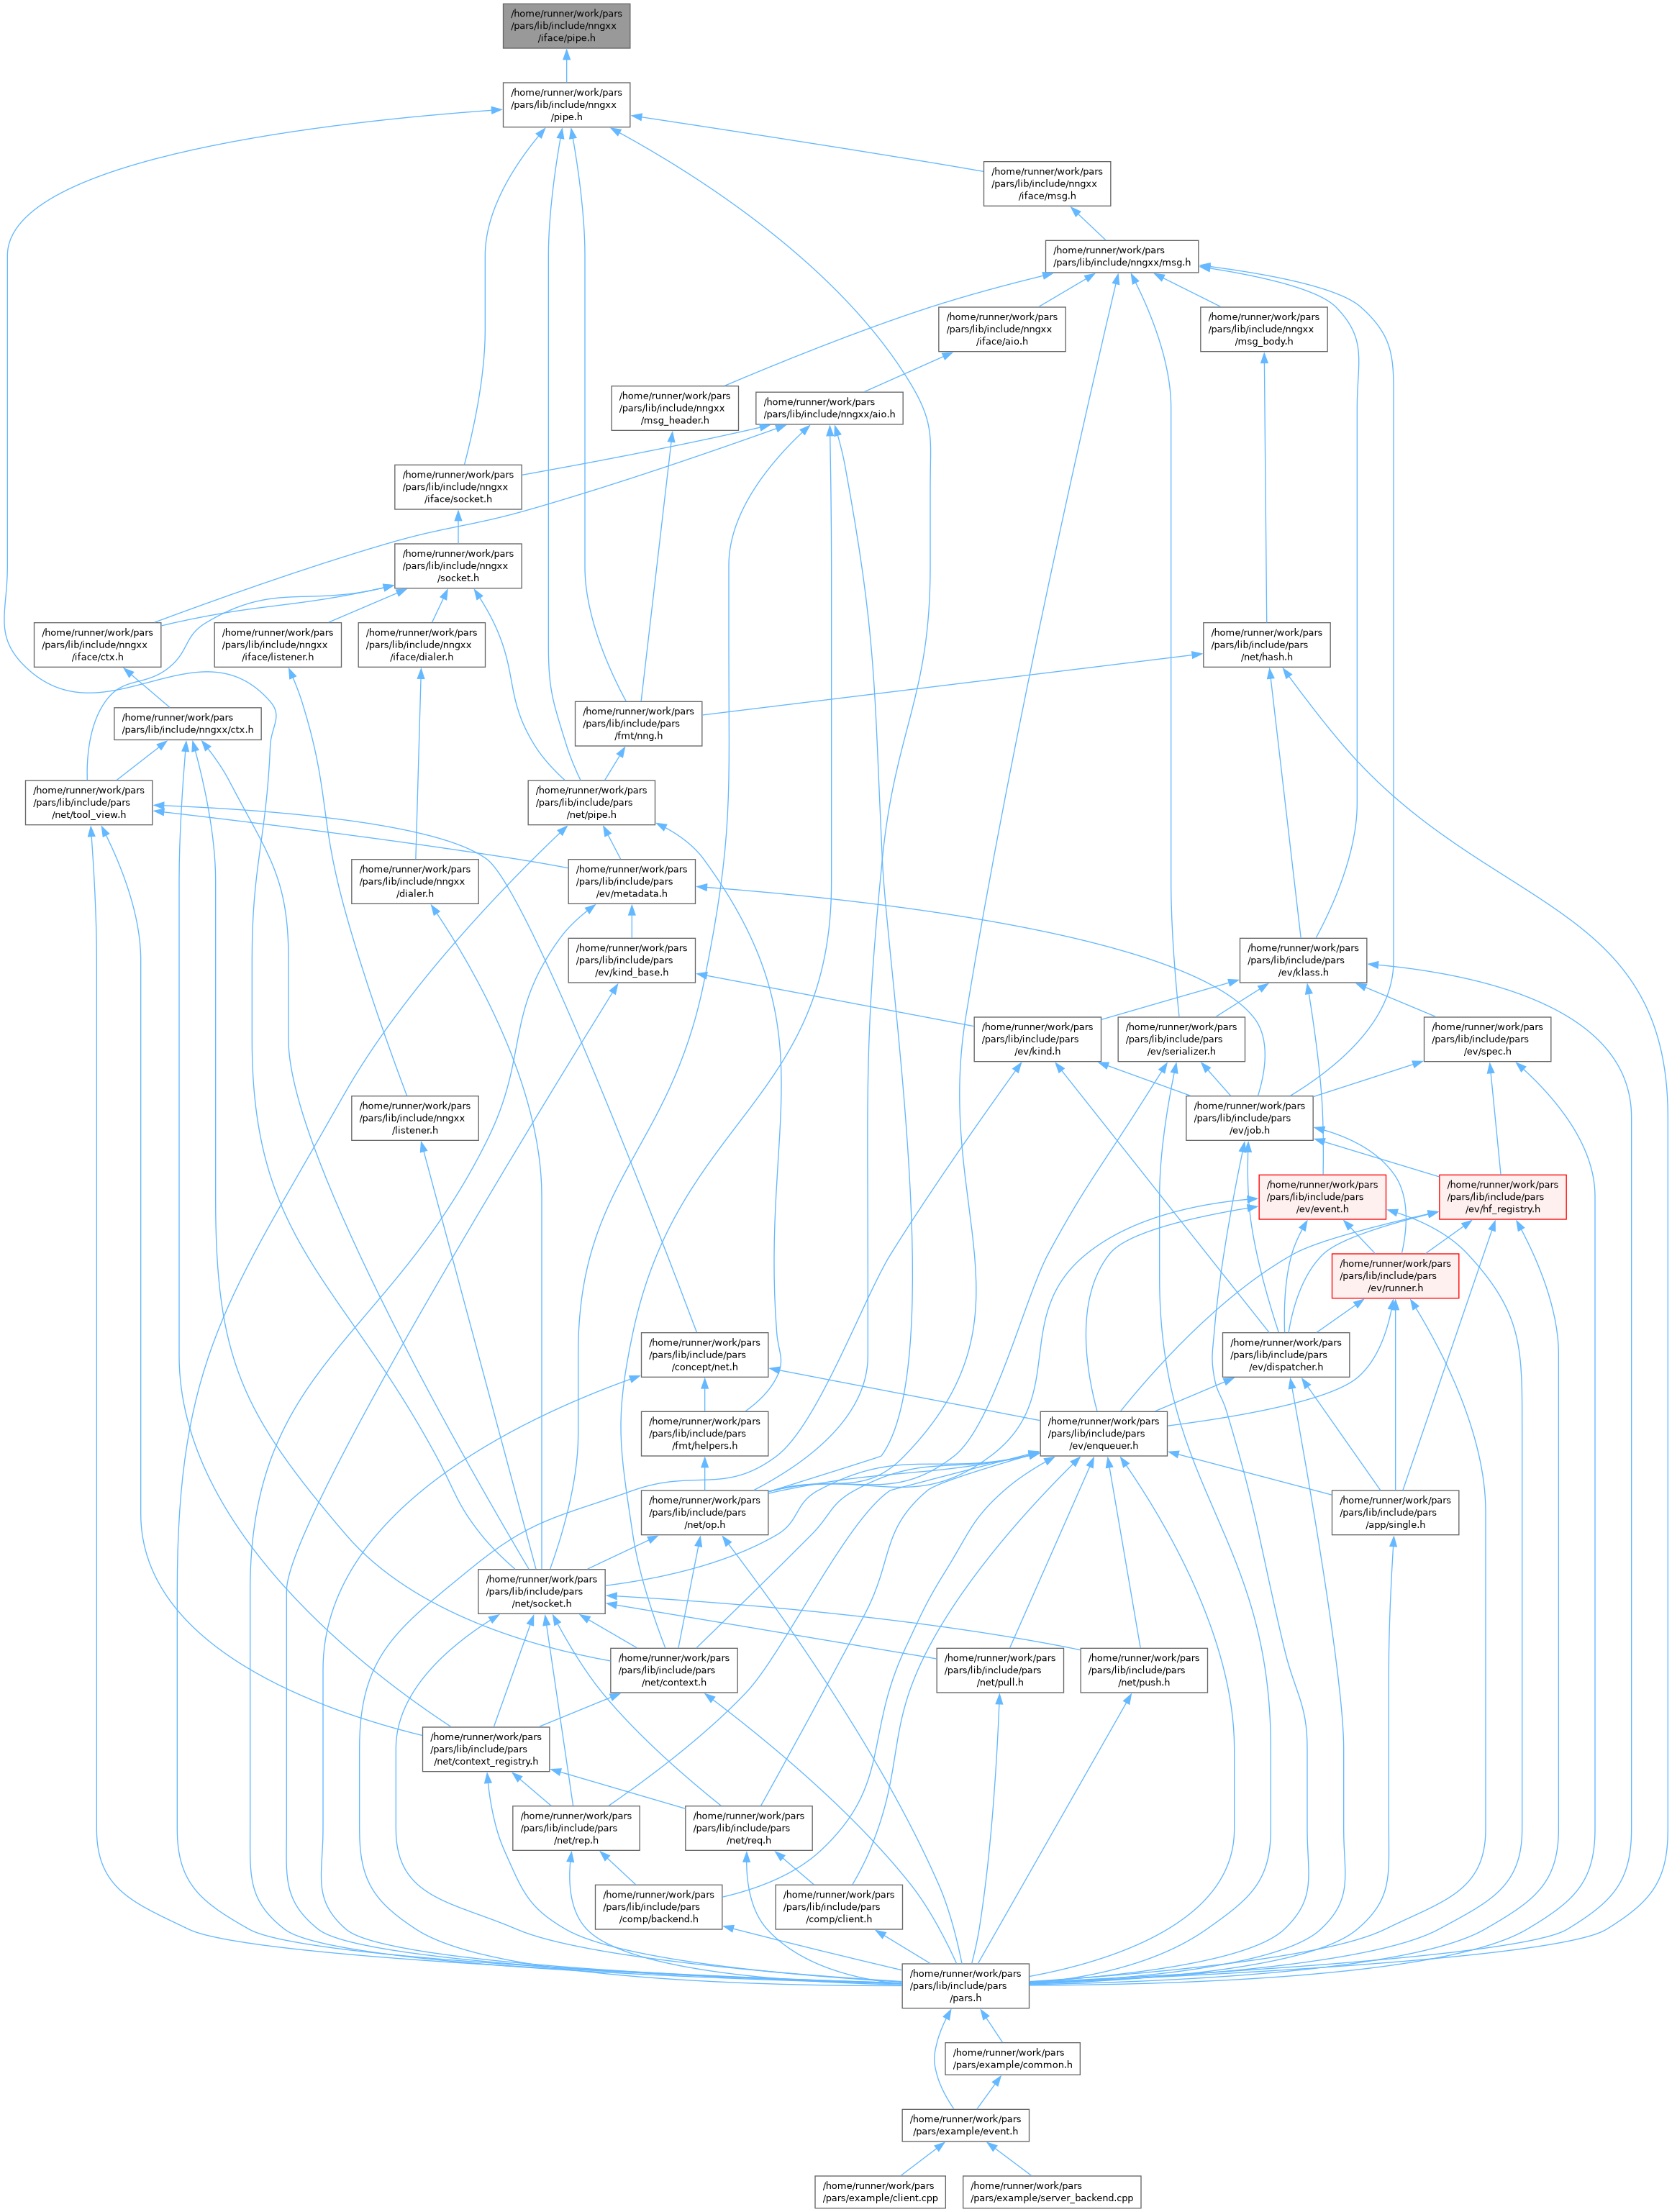 /home/runner/work/pars
/pars/lib/include/nngxx
/iface/pipe.h
/home/runner/work/pars
/pars/lib/include/nngxx
/pipe.h
/home/runner/work/pars
/pars/lib/include/nngxx
/iface/msg.h
/home/runner/work/pars
/pars/lib/include/nngxx/msg.h
/home/runner/work/pars
/pars/lib/include/nngxx
/iface/aio.h
/home/runner/work/pars
/pars/lib/include/nngxx
/msg_body.h
/home/runner/work/pars
/pars/lib/include/nngxx
/msg_header.h
/home/runner/work/pars
/pars/lib/include/nngxx/aio.h
/home/runner/work/pars
/pars/lib/include/nngxx
/iface/socket.h
/home/runner/work/pars
/pars/lib/include/nngxx
/socket.h
/home/runner/work/pars
/pars/lib/include/nngxx
/iface/ctx.h
/home/runner/work/pars
/pars/lib/include/nngxx
/iface/listener.h
/home/runner/work/pars
/pars/lib/include/nngxx
/iface/dialer.h
/home/runner/work/pars
/pars/lib/include/pars
/net/hash.h
/home/runner/work/pars
/pars/lib/include/nngxx/ctx.h
/home/runner/work/pars
/pars/lib/include/pars
/fmt/nng.h
/home/runner/work/pars
/pars/lib/include/pars
/net/tool_view.h
/home/runner/work/pars
/pars/lib/include/pars
/net/pipe.h
/home/runner/work/pars
/pars/lib/include/nngxx
/dialer.h
/home/runner/work/pars
/pars/lib/include/pars
/ev/metadata.h
/home/runner/work/pars
/pars/lib/include/pars
/ev/kind_base.h
/home/runner/work/pars
/pars/lib/include/pars
/ev/klass.h
/home/runner/work/pars
/pars/lib/include/pars
/ev/kind.h
/home/runner/work/pars
/pars/lib/include/pars
/ev/serializer.h
/home/runner/work/pars
/pars/lib/include/pars
/ev/spec.h
/home/runner/work/pars
/pars/lib/include/nngxx
/listener.h
/home/runner/work/pars
/pars/lib/include/pars
/ev/job.h
/home/runner/work/pars
/pars/lib/include/pars
/ev/event.h
/home/runner/work/pars
/pars/lib/include/pars
/ev/hf_registry.h
/home/runner/work/pars
/pars/lib/include/pars
/ev/runner.h
/home/runner/work/pars
/pars/lib/include/pars
/concept/net.h
/home/runner/work/pars
/pars/lib/include/pars
/ev/dispatcher.h
/home/runner/work/pars
/pars/lib/include/pars
/fmt/helpers.h
/home/runner/work/pars
/pars/lib/include/pars
/ev/enqueuer.h
/home/runner/work/pars
/pars/lib/include/pars
/net/op.h
/home/runner/work/pars
/pars/lib/include/pars
/app/single.h
/home/runner/work/pars
/pars/lib/include/pars
/net/socket.h
/home/runner/work/pars
/pars/lib/include/pars
/net/context.h
/home/runner/work/pars
/pars/lib/include/pars
/net/pull.h
/home/runner/work/pars
/pars/lib/include/pars
/net/push.h
/home/runner/work/pars
/pars/lib/include/pars
/net/context_registry.h
/home/runner/work/pars
/pars/lib/include/pars
/net/rep.h
/home/runner/work/pars
/pars/lib/include/pars
/net/req.h
/home/runner/work/pars
/pars/lib/include/pars
/comp/backend.h
/home/runner/work/pars
/pars/lib/include/pars
/comp/client.h
/home/runner/work/pars
/pars/lib/include/pars
/pars.h
/home/runner/work/pars
/pars/example/common.h
/home/runner/work/pars
/pars/example/event.h
/home/runner/work/pars
/pars/example/client.cpp
/home/runner/work/pars
/pars/example/server_backend.cpp